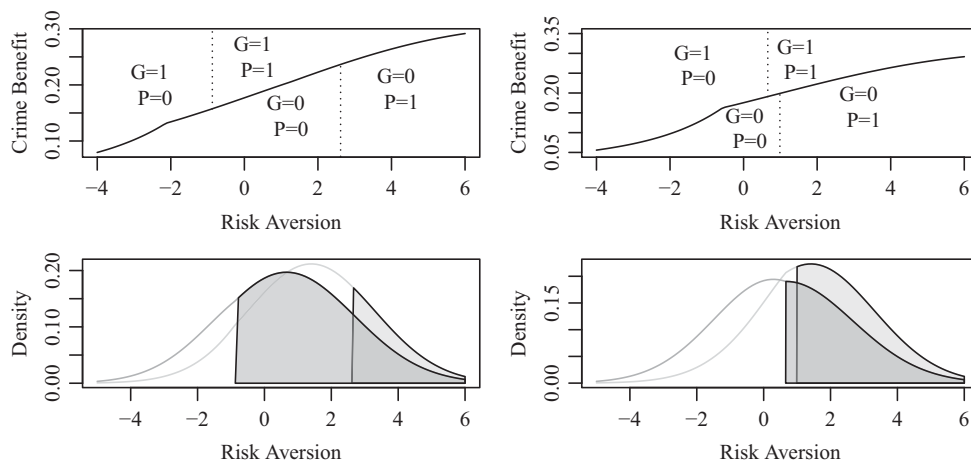 Crime Benefit
0.10 0.20 0.30
G=1
P=0
G=1
P=1
G=0
P=0
G=0
P=1
−4 −2 0 2 4 6
Risk Aversion
Crime Benefit
0.05 0.15 0.25 0.35
G=1
P=0
G=1
P=1
G=0
P=0
G=0
P=1
−4 −2 0 2 4 6
Risk Aversion
Density
0.00 0.10 0.20
−4 −2 0 2 4 6
Risk Aversion
Density
0.00 0.15
−4 −2 0 2 4 6
Risk Aversion